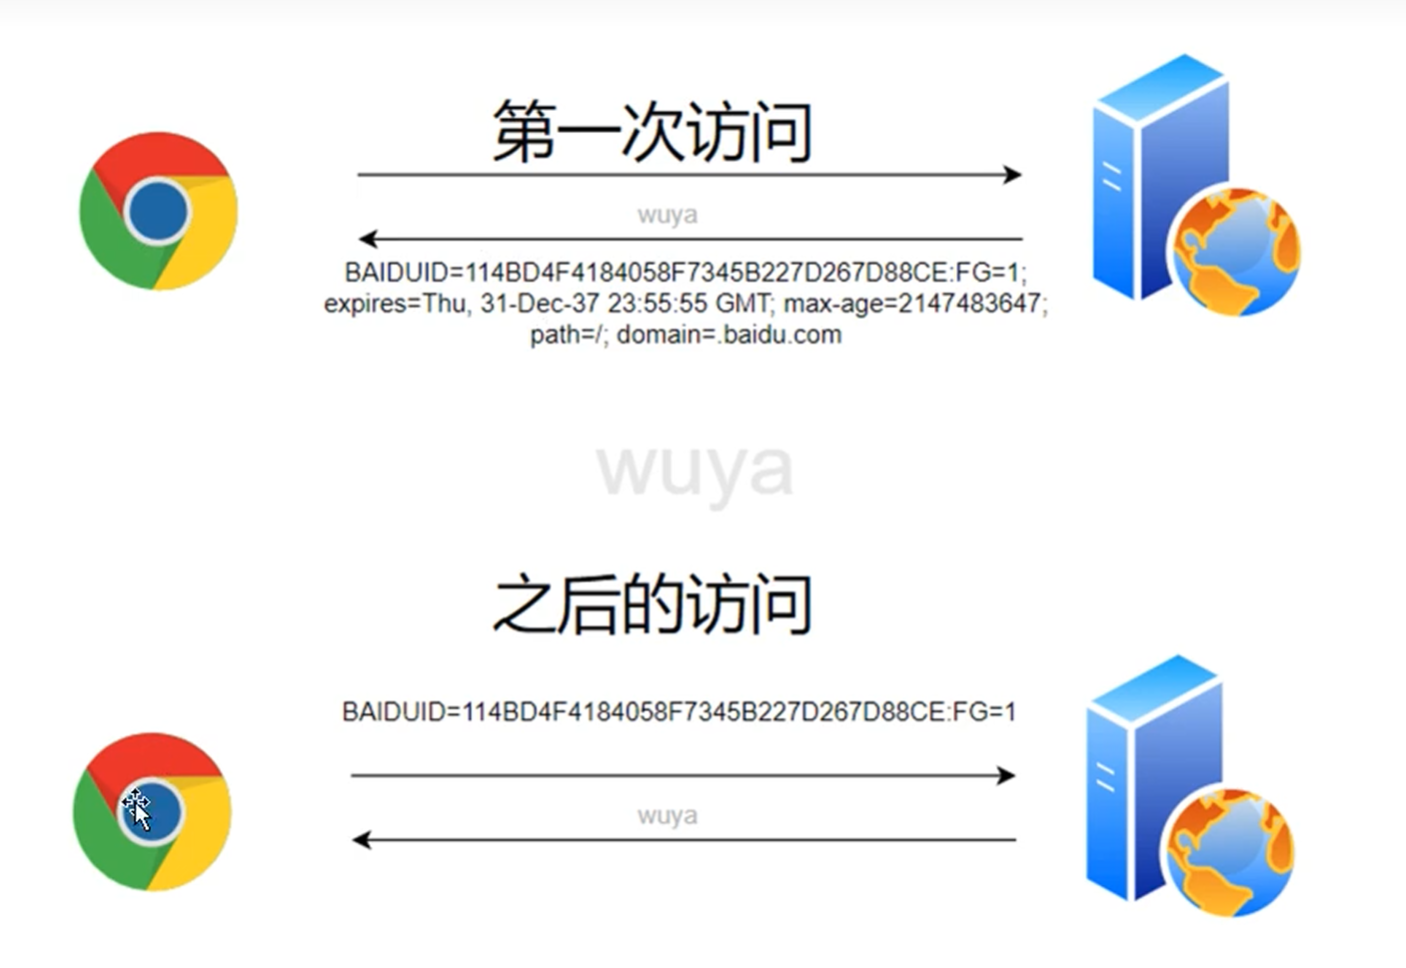 第一次访问
wuya
BAIDUID=114BD4F4184058F7345B227D267D88CE:FG=1;
expires=Thu, 31-Dec-37 23:55:55 GMT; max-age=2147483647;
path=/; domain=.baidu.com
wuya
之后的访问
BAIDUID=114BD4F4184058F7345B227D267D88CE:FG=1
wuya